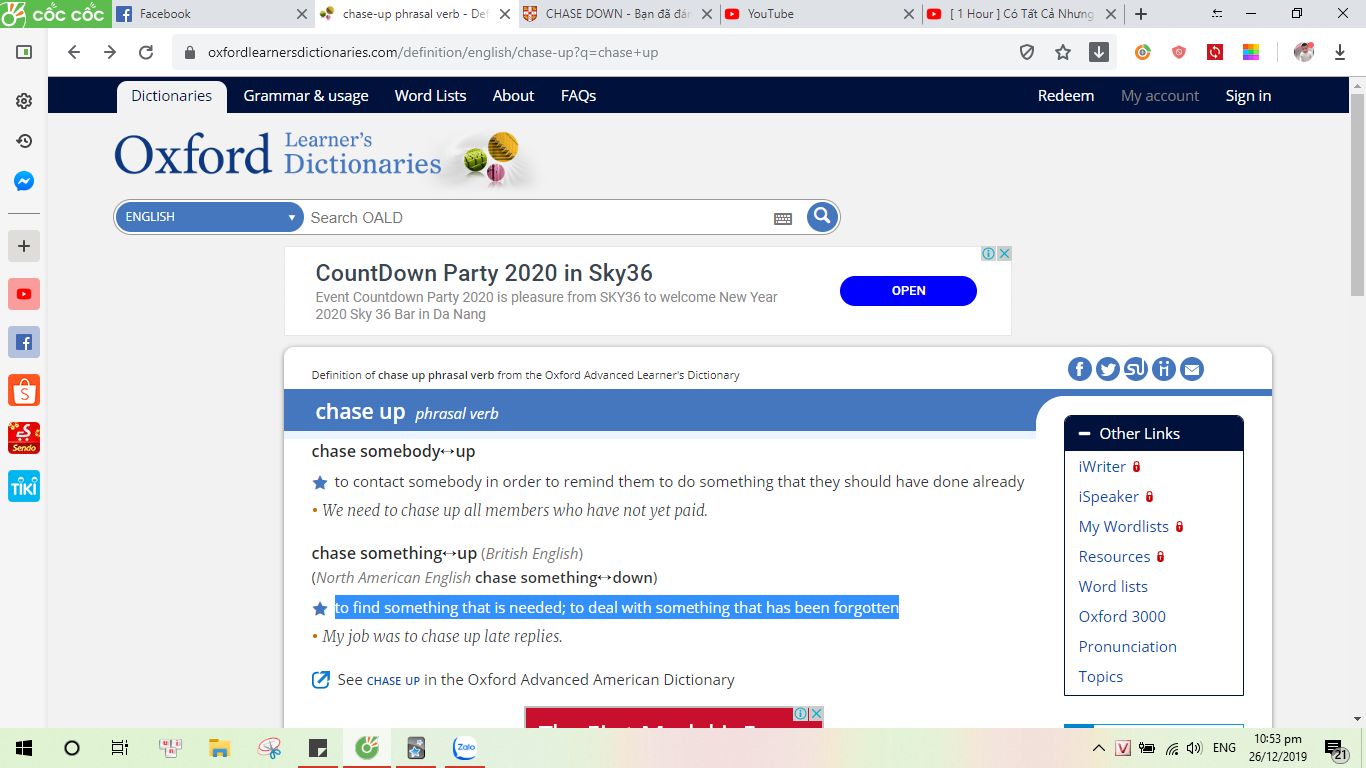 cốc cốc
Facebook
chase-up phrasal verb - Def
CHASE DOWN - Bạn đã đán
YouTube
[ 1 Hour ] Có Tất Cả Nhưng
oxfordlearnersdictionaries.com/definition/english/chase-up?q=chase+up
Dictionaries Grammar & usage Word Lists About FAQs Redeem My account Sign in
Oxford Learner's Dictionaries
ENGLISH
Search OALD
CountDown Party 2020 in Sky36
Event Countdown Party 2020 is pleasure from SKY36 to welcome New Year
2020 Sky 36 Bar in Da Nang
OPEN
Definition of chase up phrasal verb from the Oxford Advanced Learner's Dictionary
chase up phrasal verb
chase somebody↔up
to contact somebody in order to remind them to do something that they should have done already
• We need to chase up all members who have not yet paid.
chase something↔up (British English)
(North American English chase something↔down)
to find something that is needed; to deal with something that has been forgotten
• My job was to chase up late replies.
See CHASE UP in the Oxford Advanced American Dictionary
Other Links
iWriter
iSpeaker
My Wordlists
Resources
Word lists
Oxford 3000
Pronunciation
Topics
Sendo
TIKI
Zalo
V
ENG
10:53 pm
26/12/2019
21